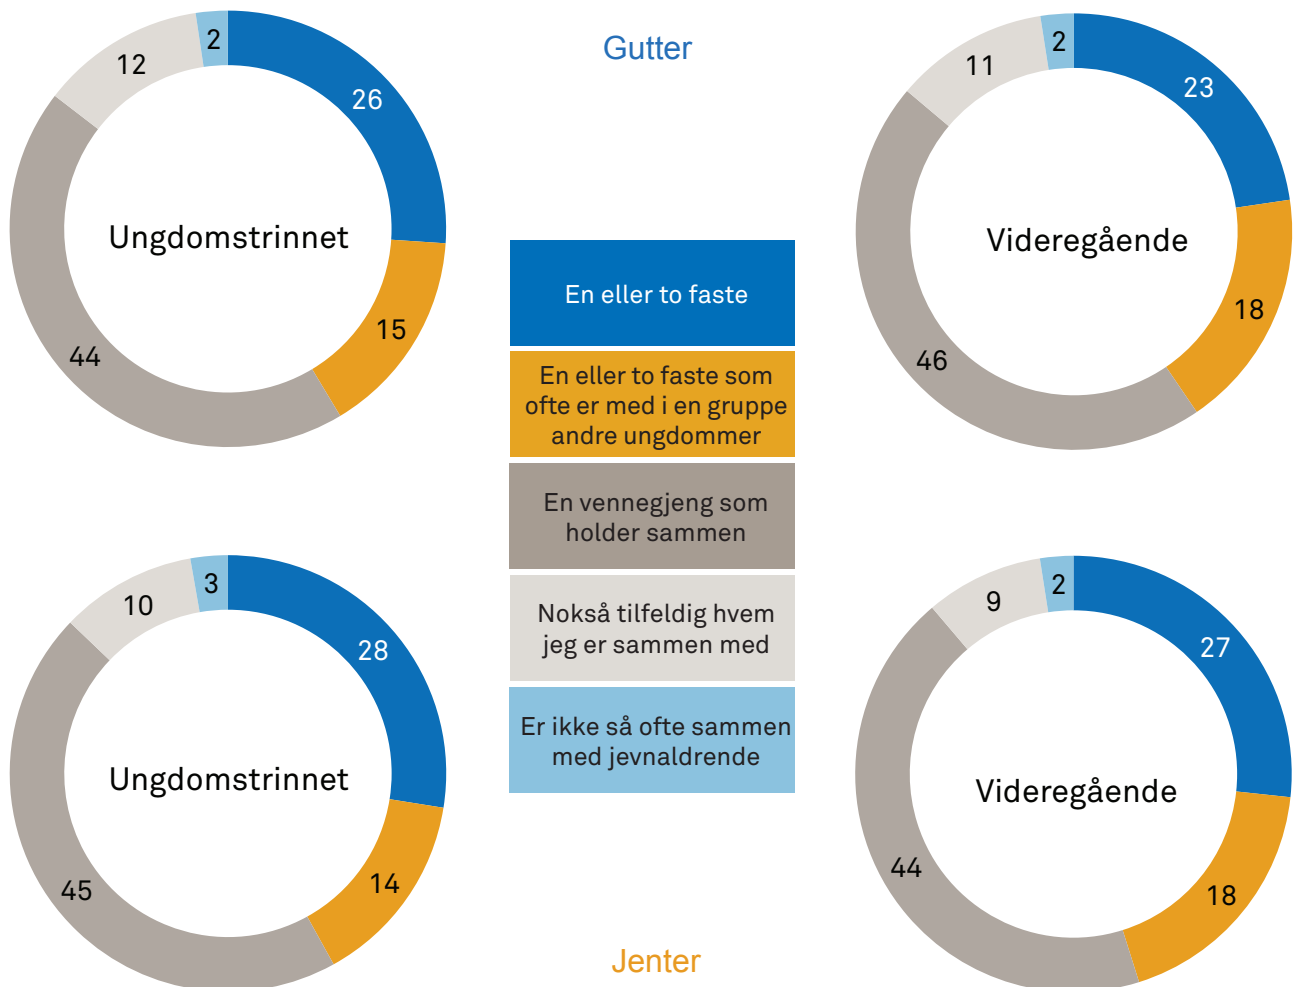 Gutter
2
12
26
Ungdomstrinnet
15
44
2
11
23
Videregående
18
46
En eller to faste
En eller to faste som
ofte er med i en gruppe
andre ungdommer
En vennegjeng som
holder sammen
Nokså tilfeldig hvem
jeg er sammen med
Er ikke så ofte sammen
med jevnaldrende
3
10
28
Ungdomstrinnet
14
45
2
9
27
Videregående
18
44
Jenter